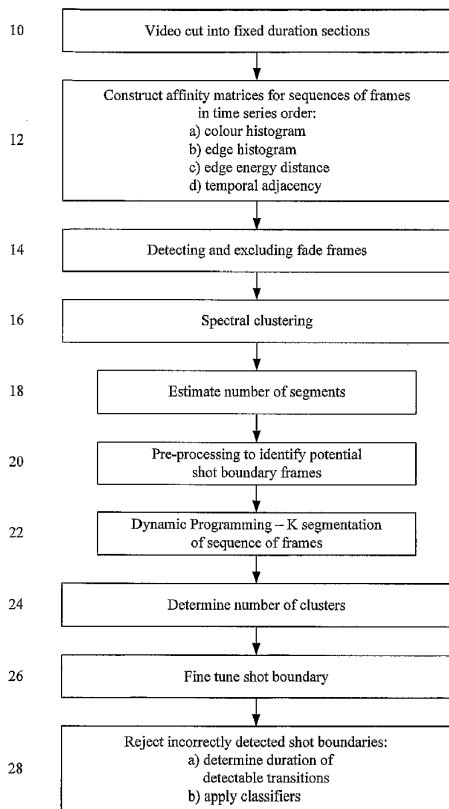 10 Video cut into fixed duration sections
Construct affinity matrices for sequences of frames
in time series order:
a) colour histogram
12
b) edge histogram
c) edge energy distance
d) temporal adjacency
14 Detecting and excluding fade frames
16 Spectral clustering
18 Estimate number of segments
Pre-processing to identify potential
20
shot boundary frames
Dynamic Programming – K segmentation
22
of sequence of frames
24 Determine number of clusters
26 Fine tune shot boundary
Reject incorrectly detected shot boundaries:
a) determine duration of
28
detectable transitions
b) apply classifiers